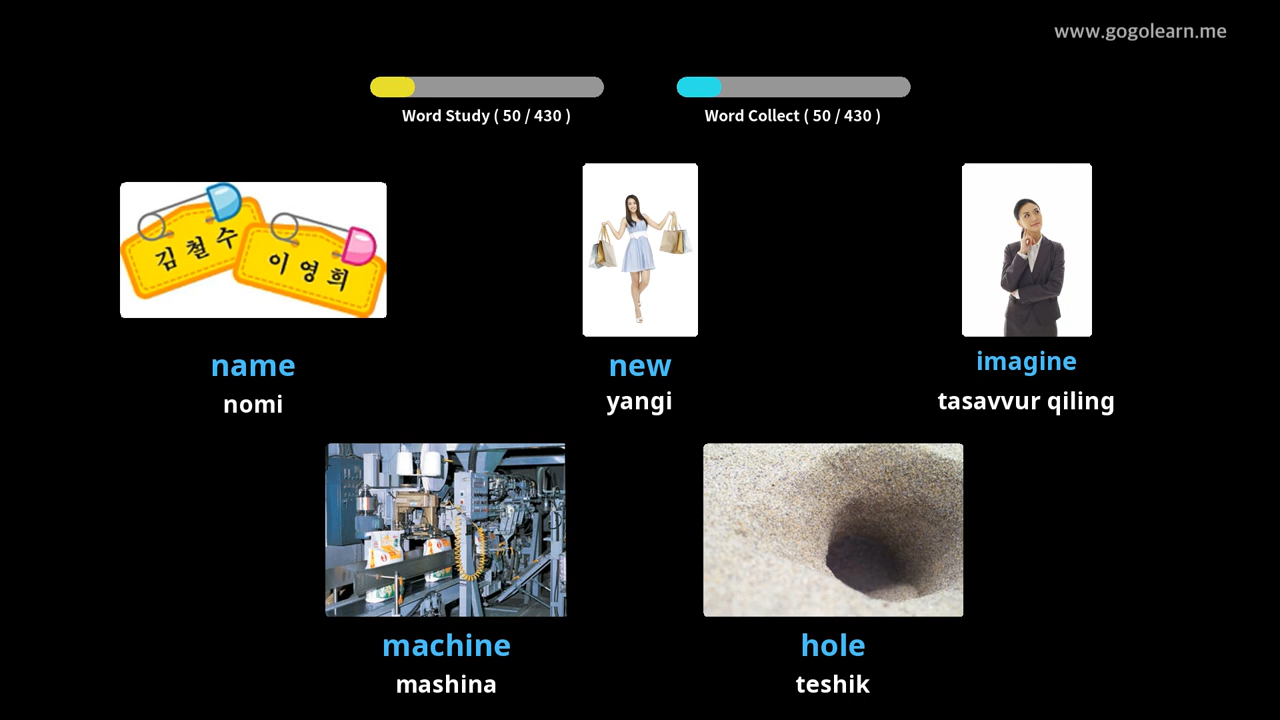 www.gogolearn.me
Word Study ( 50 / 430 )
Word Collect ( 50 / 430 )
김철수
이영희
name
nomi
new
yangi
imagine
tasavvur qiling
machine
mashina
hole
teshik